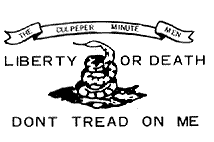 THE CULPEPER MINUTE MEN
LIBERTY OR DEATH
DONT TREAD ON ME